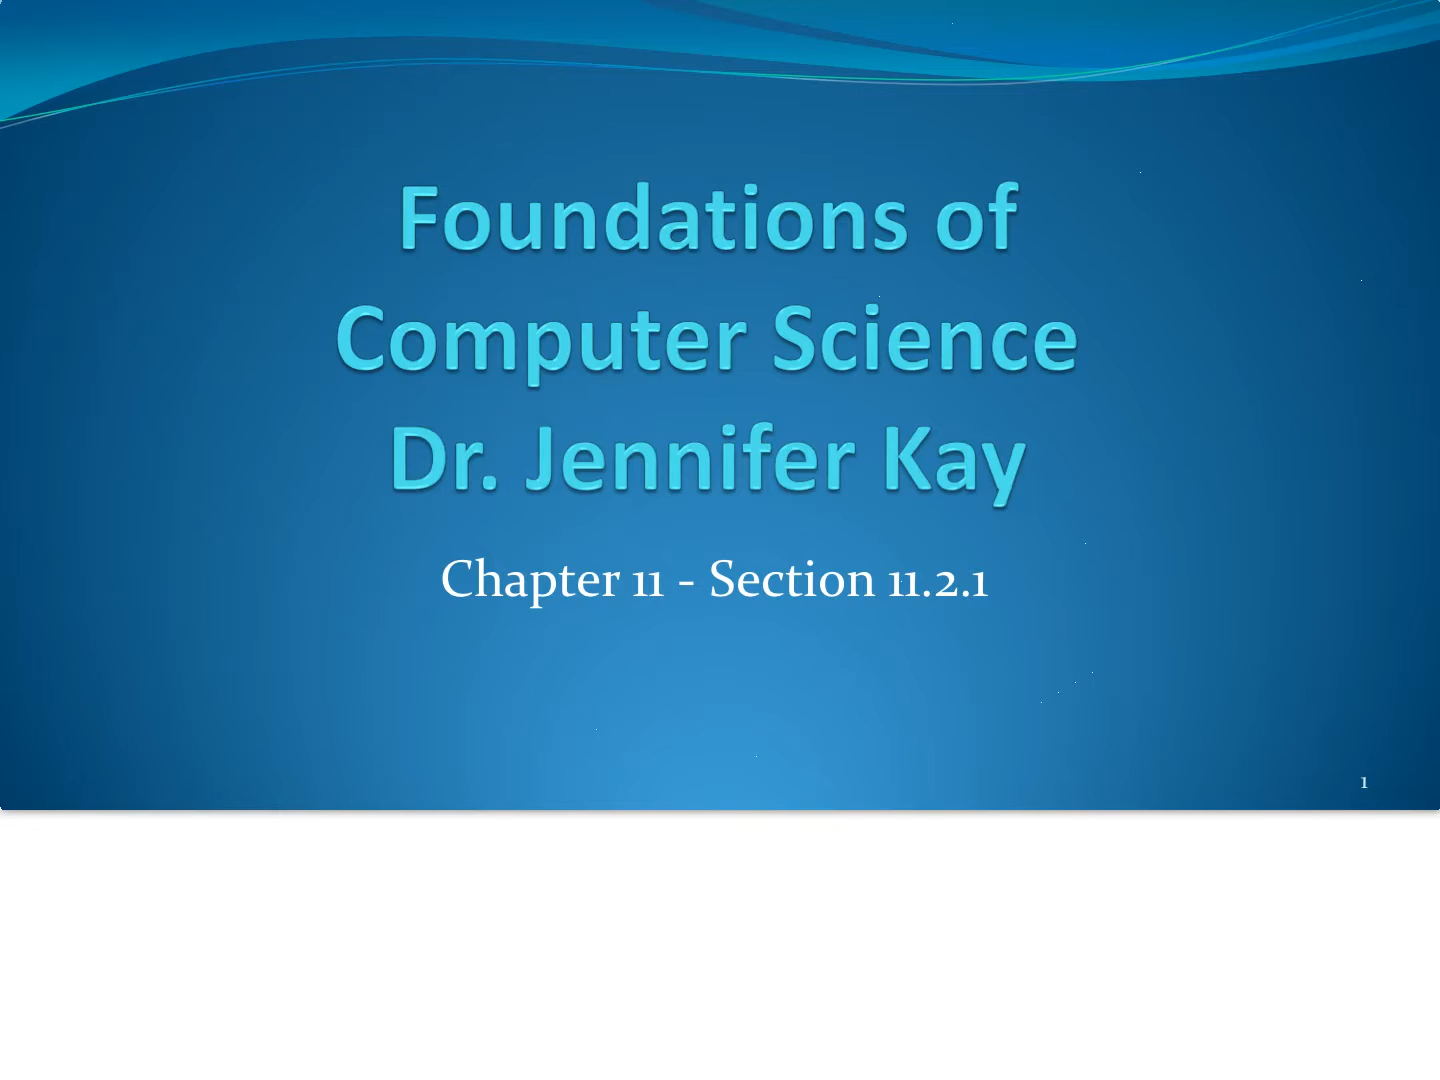 Foundations of
Computer Science
Dr. Jennifer Kay
Chapter 11 - Section 11.2.1
1